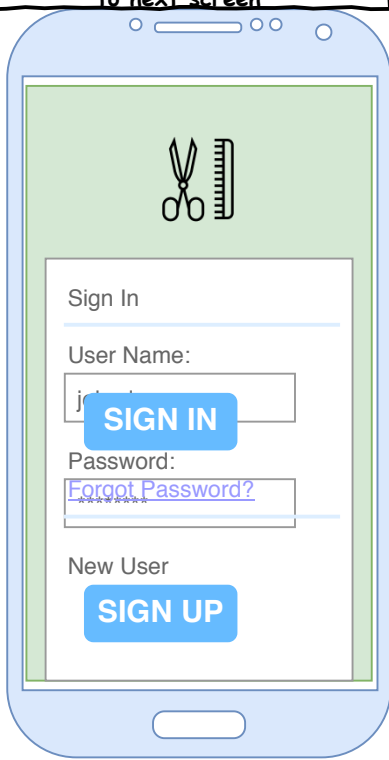 to next screen
Sign In
User Name:
SIGN IN
Password:
Forgot Password?
********
New User
SIGN UP